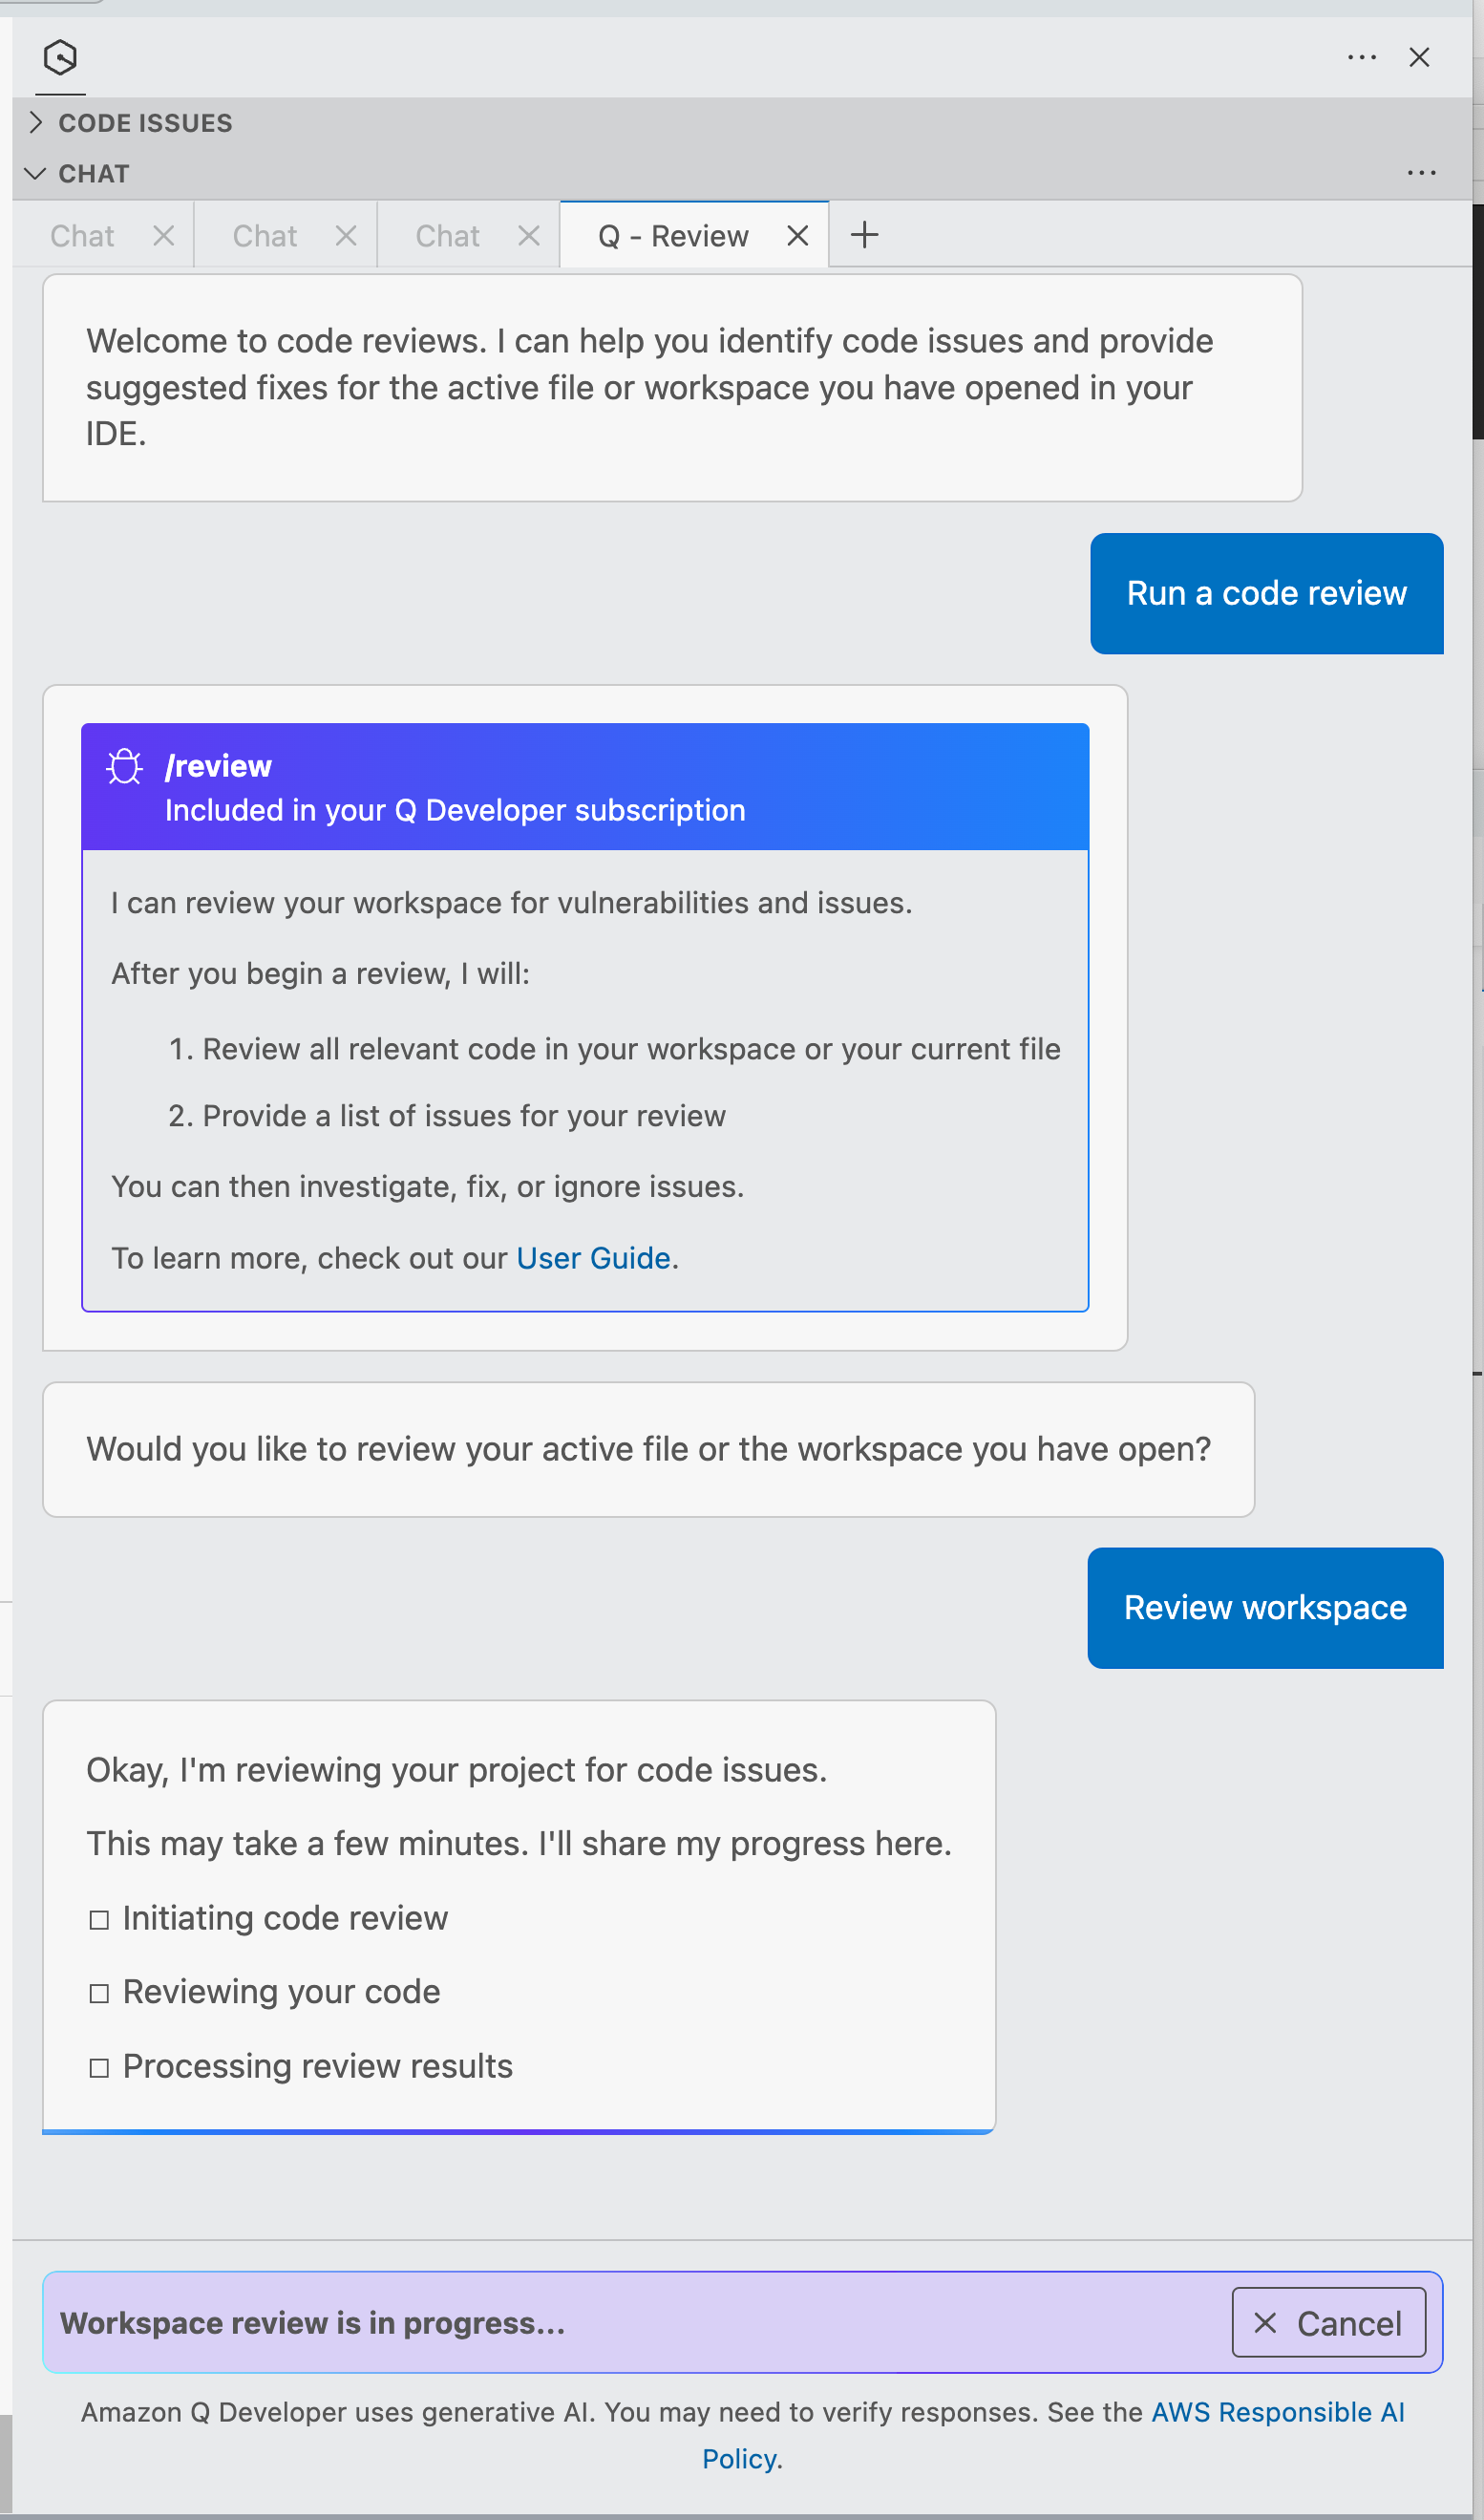 CODE ISSUES
CHAT
Chat
Chat
Chat
Q - Review
Welcome to code reviews. I can help you identify code issues and provide
suggested fixes for the active file or workspace you have opened in your
IDE.
Run a code review
/review
Included in your Q Developer subscription
I can review your workspace for vulnerabilities and issues.
After you begin a review, I will:
1. Review all relevant code in your workspace or your current file
2. Provide a list of issues for your review
You can then investigate, fix, or ignore issues.
To learn more, check out our User Guide.
Would you like to review your active file or the workspace you have open?
Review workspace
Okay, I'm reviewing your project for code issues.
This may take a few minutes. I'll share my progress here.
☐ Initiating code review
☐ Reviewing your code
☐ Processing review results
Workspace review is in progress...
Cancel
Amazon Q Developer uses generative AI. You may need to verify responses. See the AWS Responsible AI
Policy.